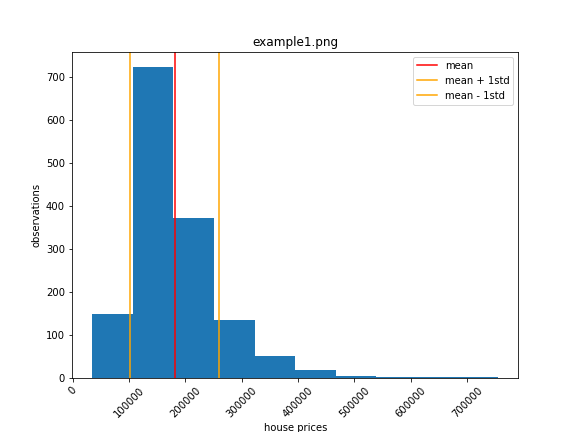 example1.png
mean
mean + 1std
mean - 1std
observations
700
600
500
400
300
200
100
0
0
100000
200000
300000
400000
500000
600000
700000
house prices